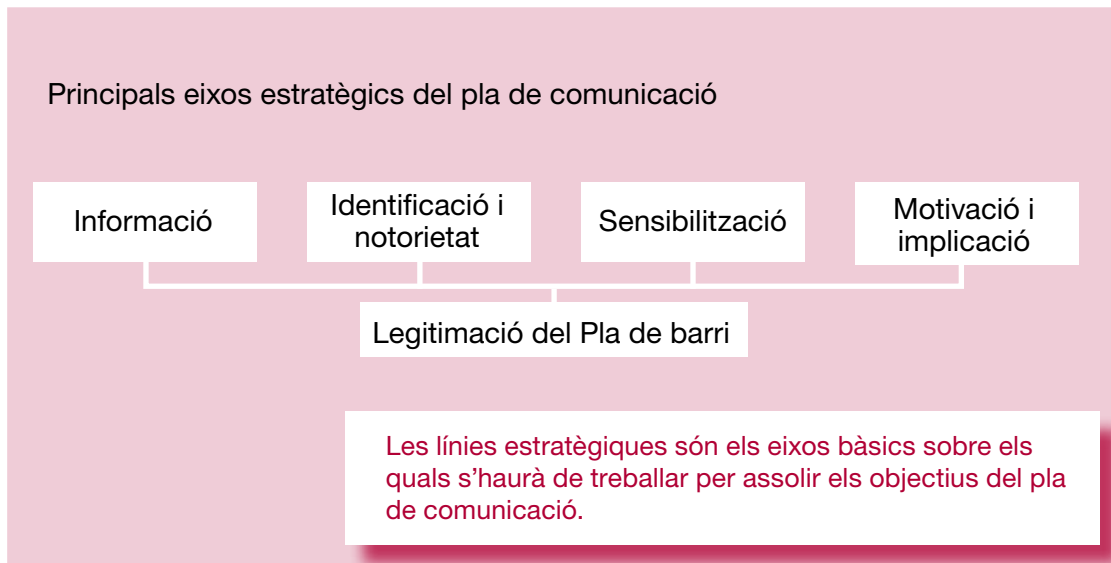 Principals eixos estratègics del pla de comunicació
Informació
Identificació i
notorietat
Sensibilització
Motivació i
implicació
Legitimació del Pla de barri
Les línies estratègiques són els eixos bàsics sobre els
quals s’haurà de treballar per assolir els objectius del pla
de comunicació.